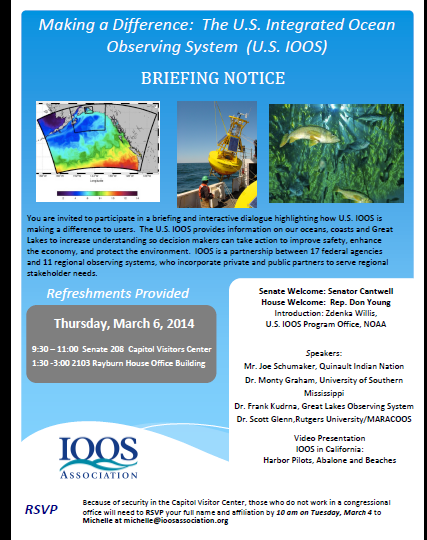 Making a Difference:  The U.S. Integrated Ocean
Observing System  (U.S. IOOS)
BRIEFING NOTICE
Longitude
You are invited to participate in a briefing and interactive dialogue highlighting how U.S. IOOS is
making a difference to users.  The U.S. IOOS provides information on our oceans, coasts and Great
Lakes to increase understanding so decision makers can take action to improve safety, enhance
the economy, and protect the environment.  IOOS is a partnership between 17 federal agencies
and 11 regional observing systems, who incorporate private and public partners to serve regional
stakeholder needs.
Refreshments Provided
Thursday, March 6, 2014
9:30 – 11:00  Senate 208  Capitol Visitors Center
1:30 -3:00 2103 Rayburn House Office Building
Senate Welcome: Senator Cantwell
House Welcome:  Rep. Don Young
Introduction: Zdenka Willis,
U.S. IOOS Program Office, NOAA
Speakers:
Mr. Joe Schumaker, Quinault Indian Nation
Dr. Monty Graham, University of Southern
Mississippi
Dr. Frank Kudrna, Great Lakes Observing System
Dr. Scott Glenn,Rutgers University/MARACOOS
Video Presentation
IOOS in California:
Harbor Pilots, Abalone and Beaches
IOOS
ASSOCIATION
RSVP
Because of security in the Capitol Visitor Center, those who do not work in a congressional
office will need to RSVP your full name and affiliation by 10 am on Tuesday, March 4 to
Michelle at michelle@ioosassociation.org